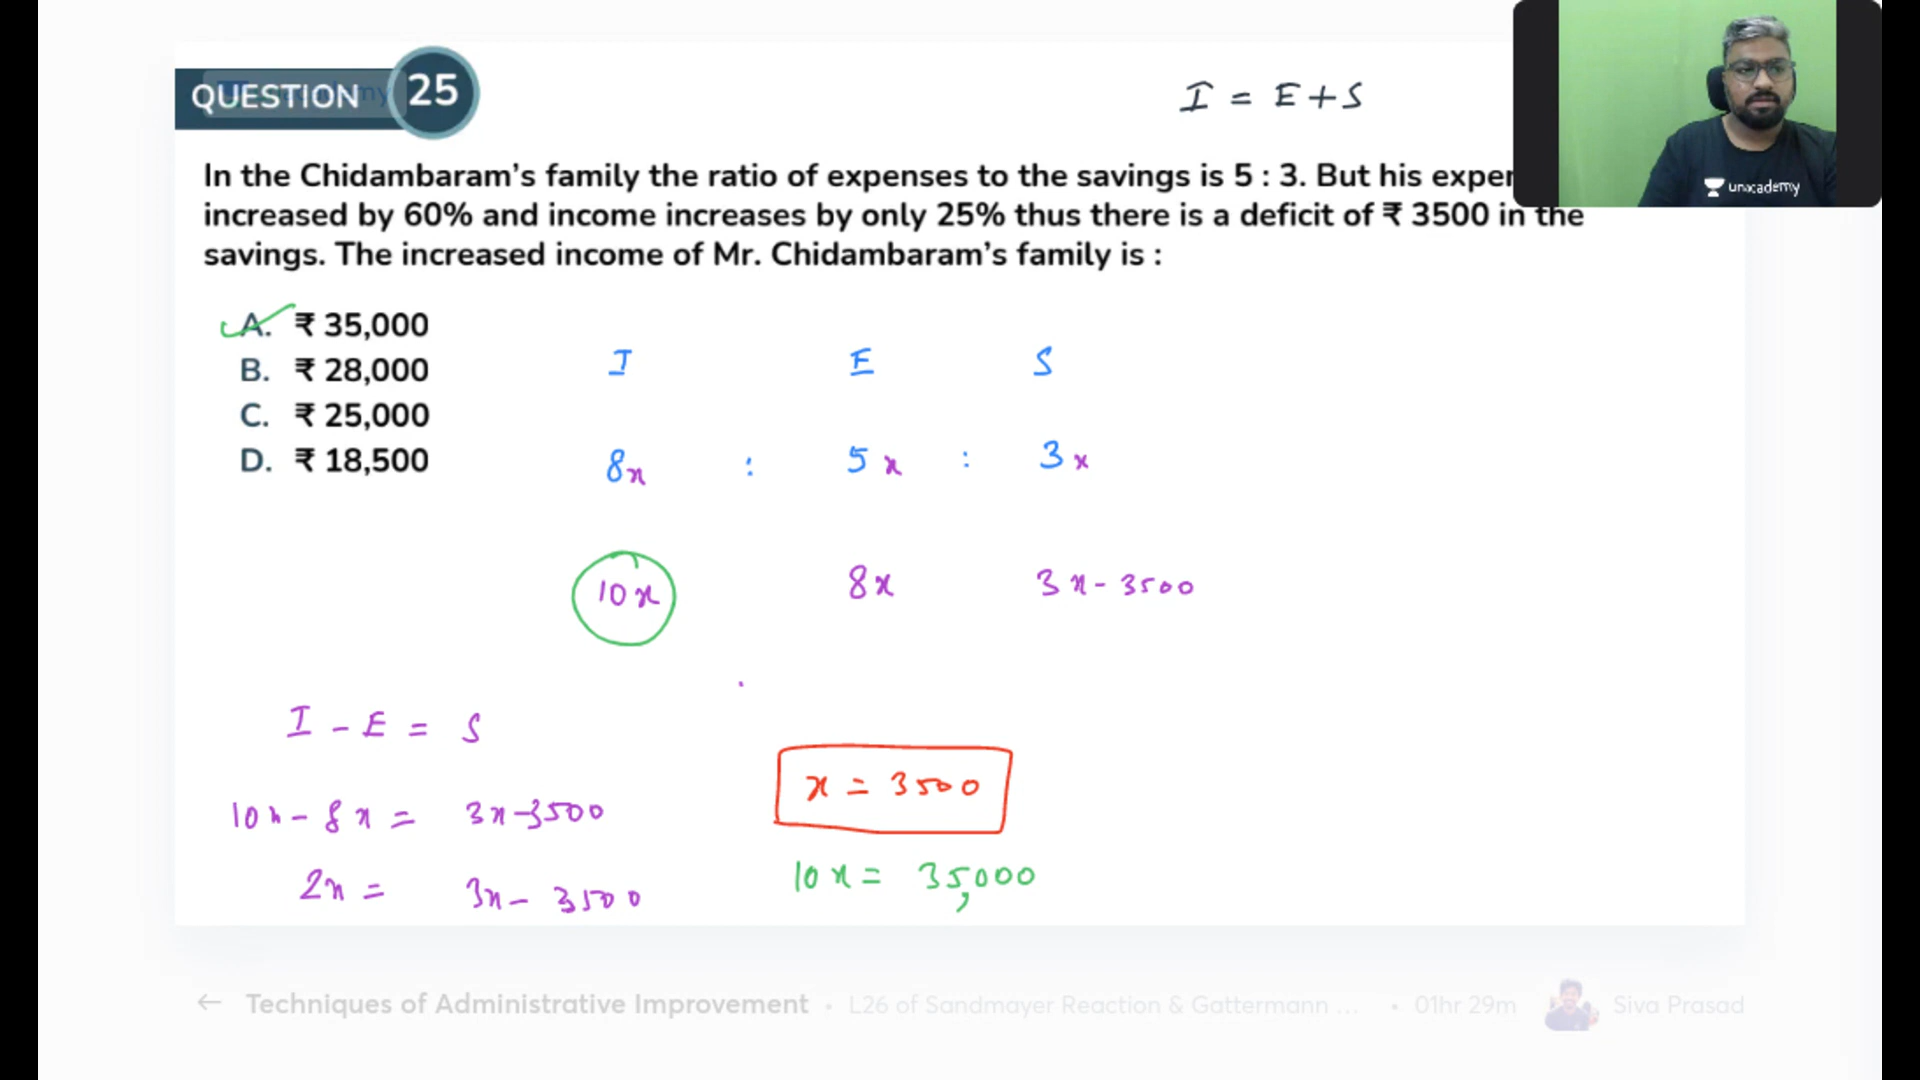 QUESTION 25
I = E + S
unacademy
In the Chidambaram's family the ratio of expenses to the savings is 5 : 3. But his exper
increased by 60% and income increases by only 25% thus there is a deficit of ₹ 3500 in the
savings. The increased income of Mr. Chidambaram's family is :
A. ₹ 35,000
B. ₹ 28,000
C. ₹ 25,000
D. ₹ 18,500
I E S
8x : 5x : 3x
10x 8x 3x - 3500
I - E = S
10x - 8x = 3x - 3500
2x = 3x - 3500
x = 3500
10x = 35,000
← Techniques of Administrative Improvement • L26 of Sandmayer Reaction & Gattermann ... • 01hr 29m Siva Prasad